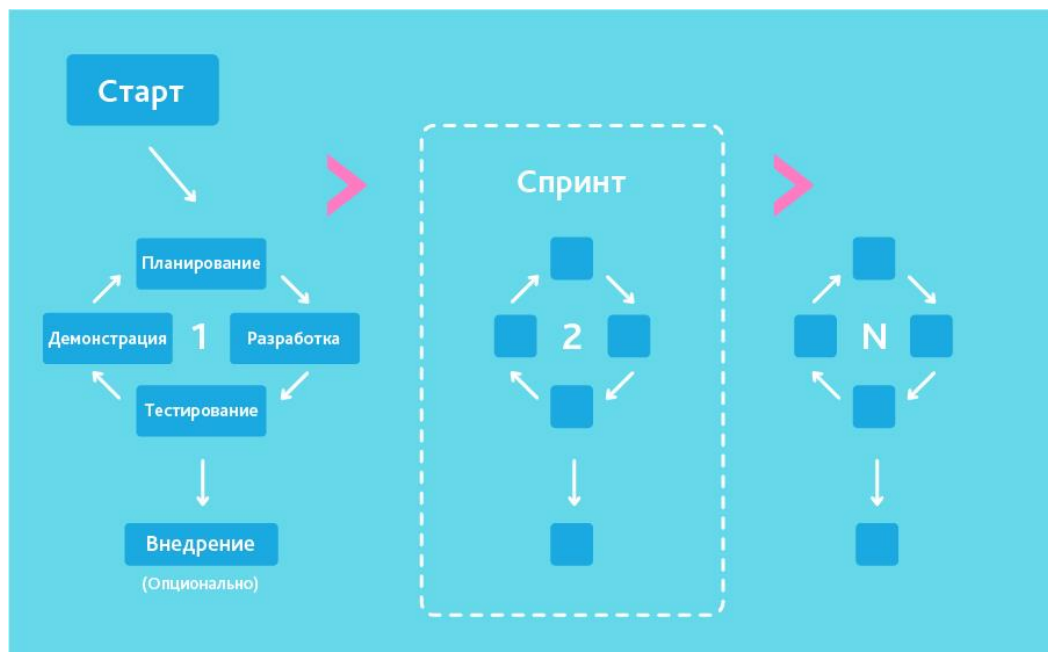 Старт
Планирование
Демонстрация
1
Разработка
Тестирование
Внедрение
(Опционально)
Спринт
2
N